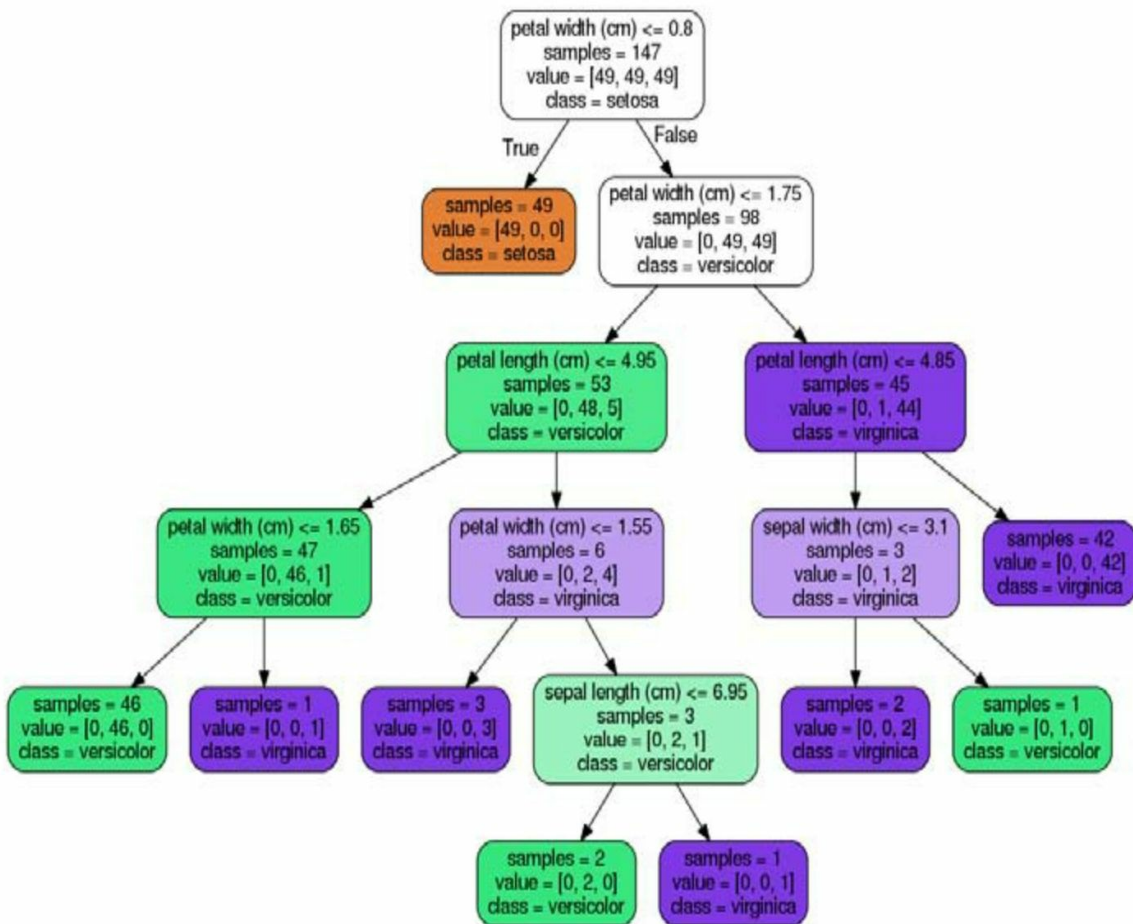 petal width (cm) <= 0.8
samples = 147
value = [49, 49, 49]
class = setosa
True
False
samples = 49
value = [49, 0, 0]
class = setosa
petal width (cm) <= 1.75
samples = 98
value = [0, 49, 49]
class = versicolor
petal length (cm) <= 4.95
samples = 53
value = [0, 48, 5]
class = versicolor
petal length (cm) <= 4.85
samples = 45
value = [0, 1, 44]
class = virginica
petal width (cm) <= 1.65
samples = 47
value = [0, 46, 1]
class = versicolor
petal width (cm) <= 1.55
samples = 6
value = [0, 2, 4]
class = virginica
sepal width (cm) <= 3.1
samples = 3
value = [0, 1, 2]
class = virginica
samples = 42
value = [0, 0, 42]
class = virginica
samples = 46
value = [0, 46, 0]
class = versicolor
samples = 1
value = [0, 0, 1]
class = virginica
samples = 3
value = [0, 0, 3]
class = virginica
sepal length (cm) <= 6.95
samples = 3
value = [0, 2, 1]
class = versicolor
samples = 2
value = [0, 0, 2]
class = virginica
samples = 1
value = [0, 1, 0]
class = versicolor
samples = 2
value = [0, 2, 0]
class = versicolor
samples = 1
value = [0, 0, 1]
class = virginica